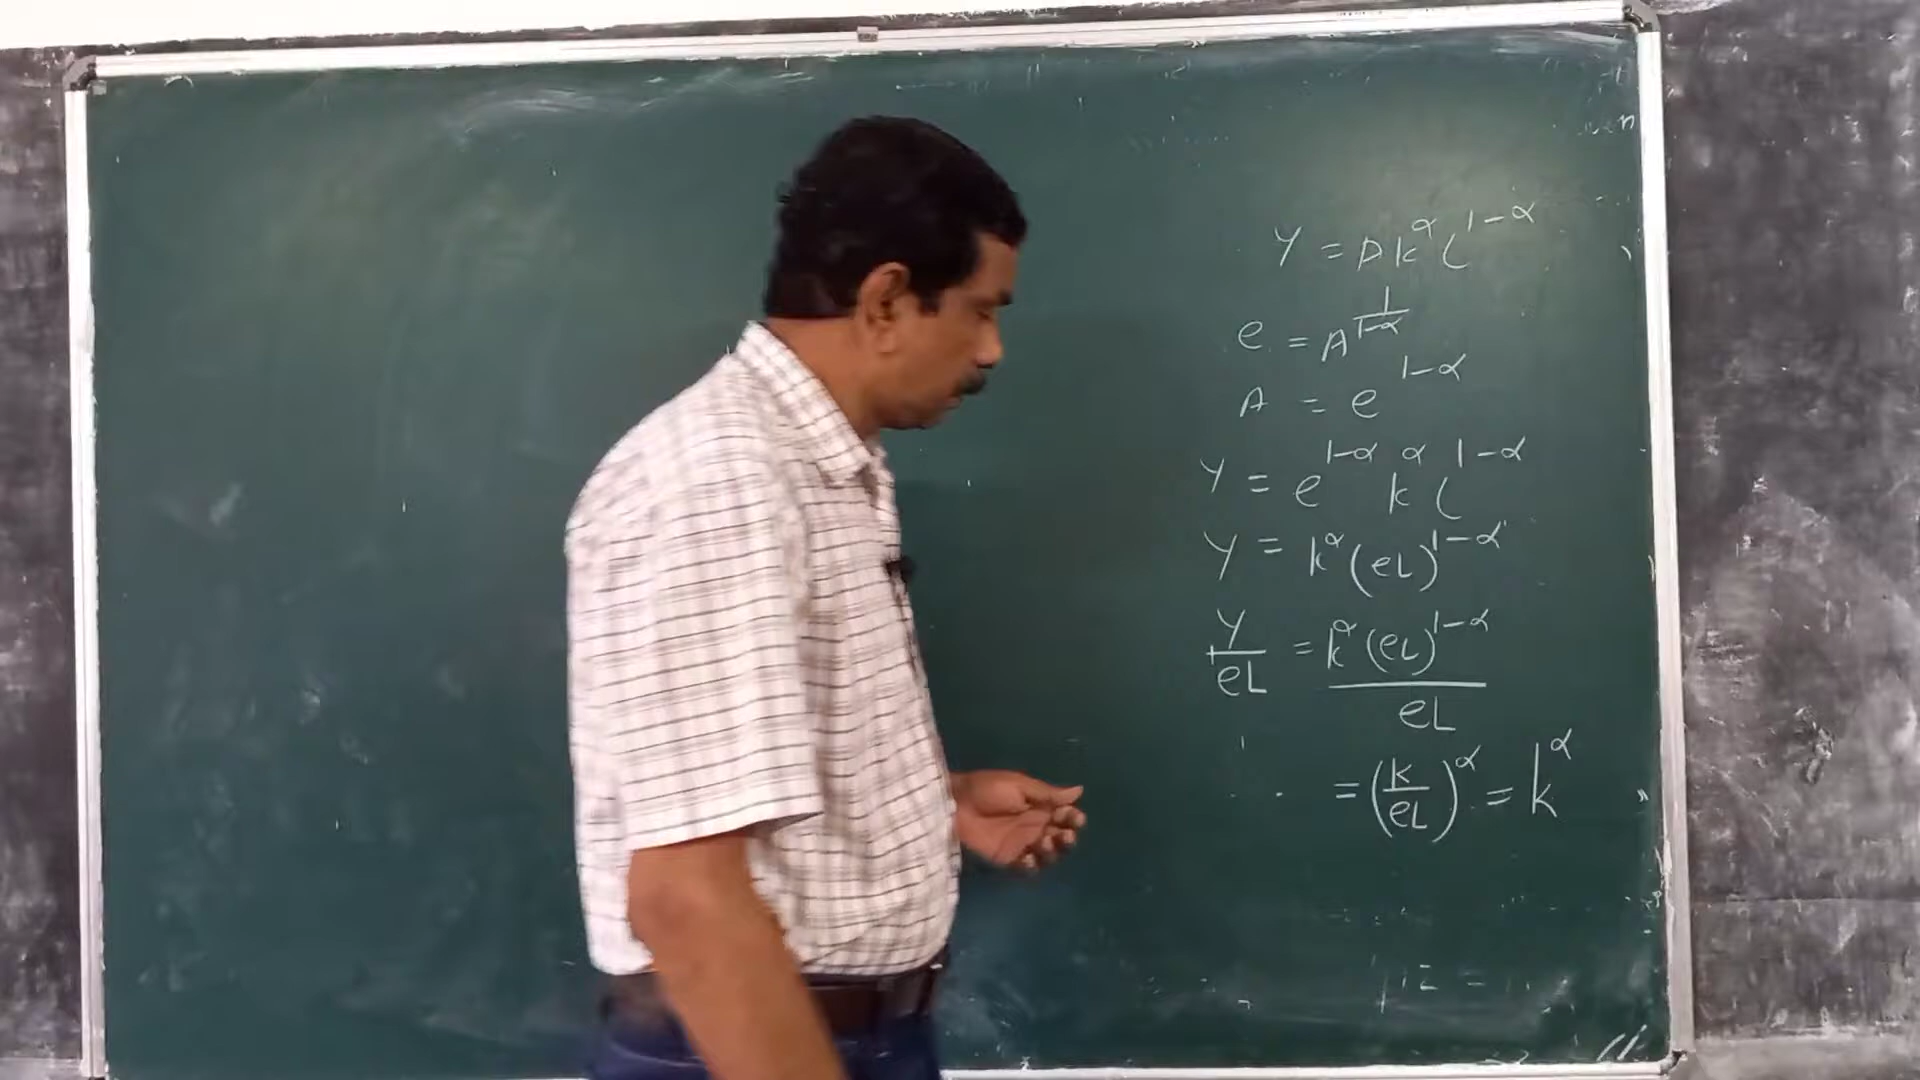 Y = A K^α L^{1-α}
e = A^{1/(1-α)}
A = e^{1-α}
Y = e^{1-α} K^α L^{1-α}
Y = K^α (eL)^{1-α}
Y/eL = K^α (eL)^{1-α} / eL
= (K/eL)^α = k^α